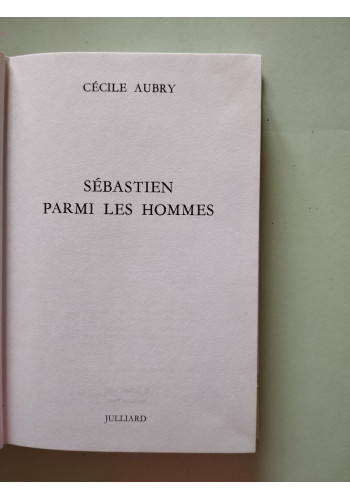 CÉCILE AUBRY
SÉBASTIEN
PARMI LES HOMMES
JULLIARD